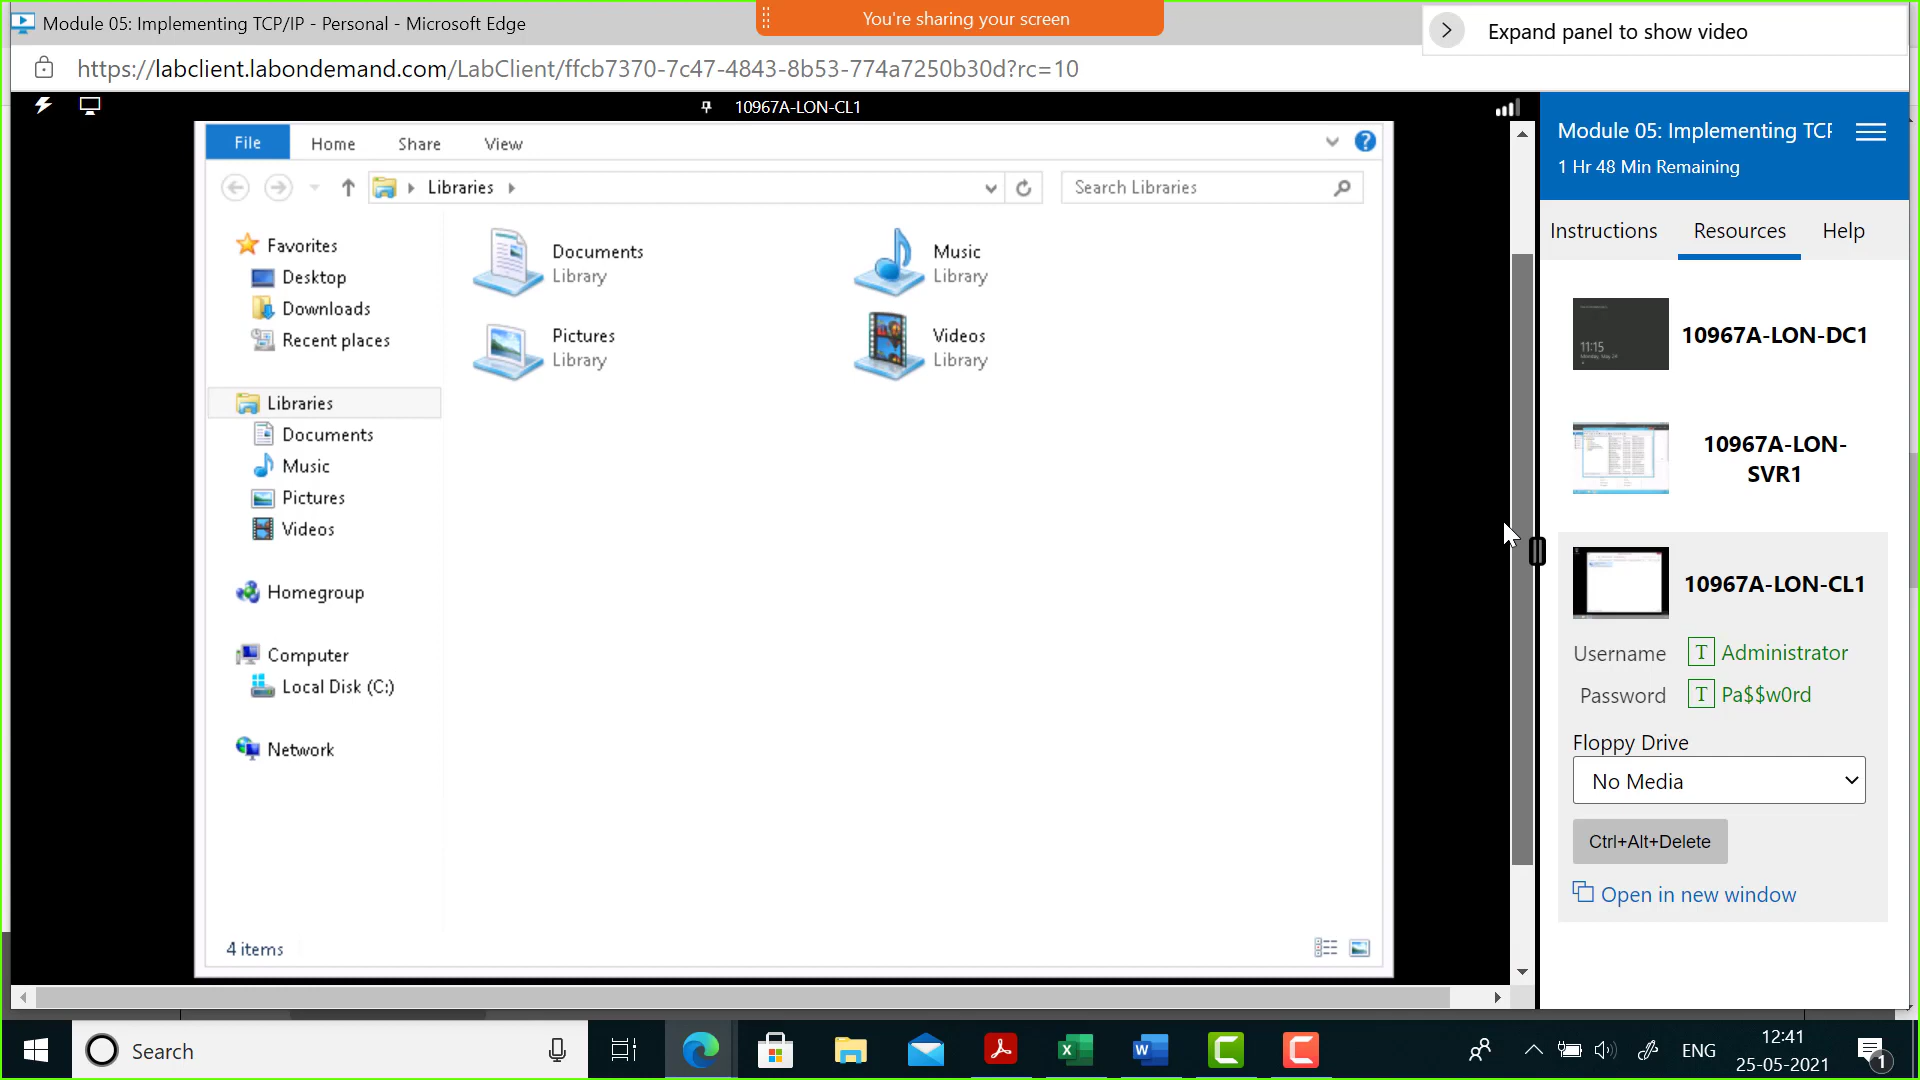 Module 05: Implementing TCP/IP - Personal - Microsoft Edge
You're sharing your screen
Expand panel to show video
https://labclient.labondemand.com/LabClient/ffcb7370-7c47-4843-8b53-774a7250b30d?rc=10
10967A-LON-CL1
Module 05: Implementing TCF
1 Hr 48 Min Remaining
Instructions
Resources
Help
File
Home
Share
View
Libraries
Search Libraries
Favorites
Desktop
Downloads
Recent places
Libraries
Documents
Music
Pictures
Videos
Homegroup
Computer
Local Disk (C:)
Network
Documents
Library
Music
Library
Pictures
Library
Videos
Library
4 items
11:15
10967A-LON-DC1
10967A-LON-
SVR1
10967A-LON-CL1
Username
T Administrator
Password
T Pa$$w0rd
Floppy Drive
No Media
Ctrl+Alt+Delete
Open in new window
Search
ENG
12:41
25-05-2021
1